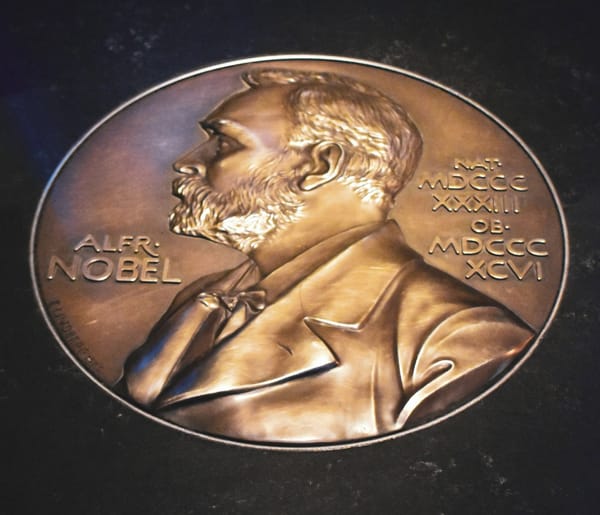 ALFR.
NOBEL
NAT.
MDCCC
XXXIII
OB.
MDCCC
XCVI